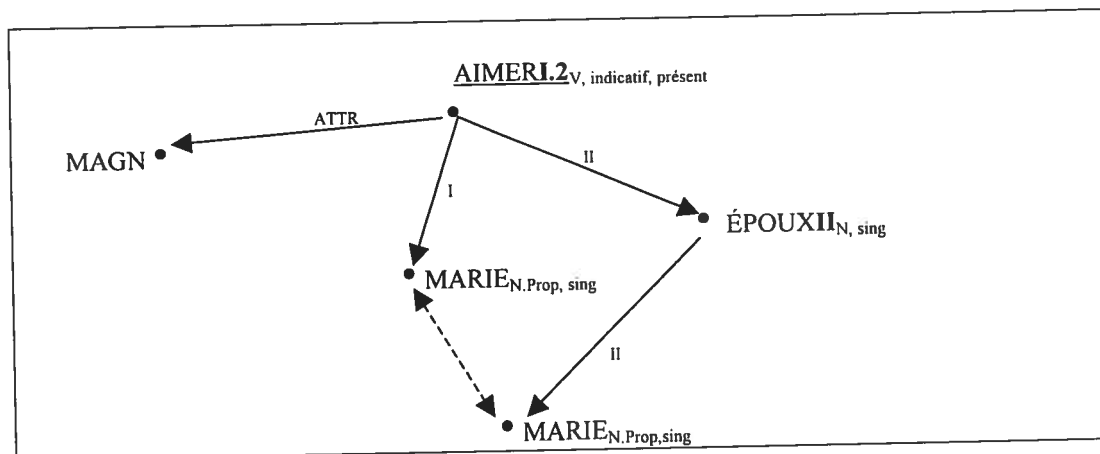 AIMERI.2V, indicatif, présent
ATTR
MAGN
II
I
ÉPOUXIIN, sing
MARIEN.Prop, sing
II
MARIEN.Prop,sing